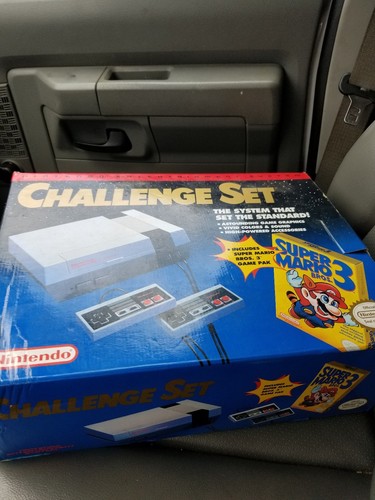 CHALLENGE SET
THE SYSTEM THAT
SET THE STANDARD!
• ASTOUNDING GAME GRAPHICS
• VIVID COLORS & SOUND
• HIGH-POWERED ACCESSORIES
• INCLUDES
SUPER MARIO
BROS. 3
GAME PAK
SUPER
MARIO
BROS. 3
Nintendo
CHALLENGE SET
SUPER
MARIO 3